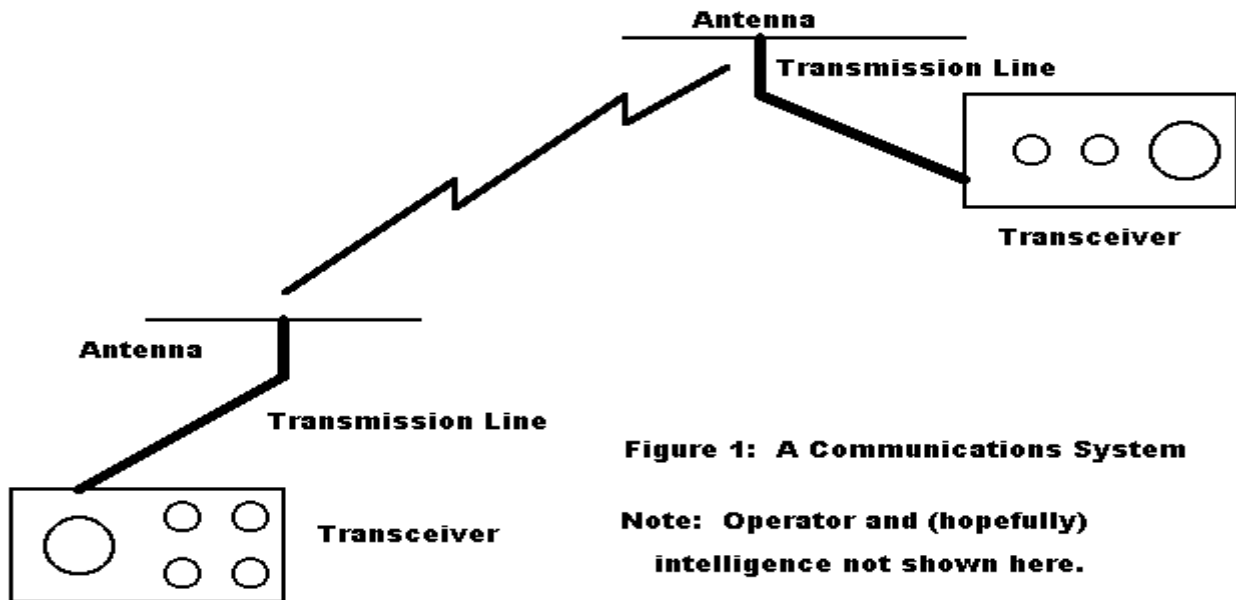 Antenna
Transmission Line
Transceiver
Antenna
Transmission Line
Transceiver
Figure 1: A Communications System
Note: Operator and (hopefully)
intelligence not shown here.